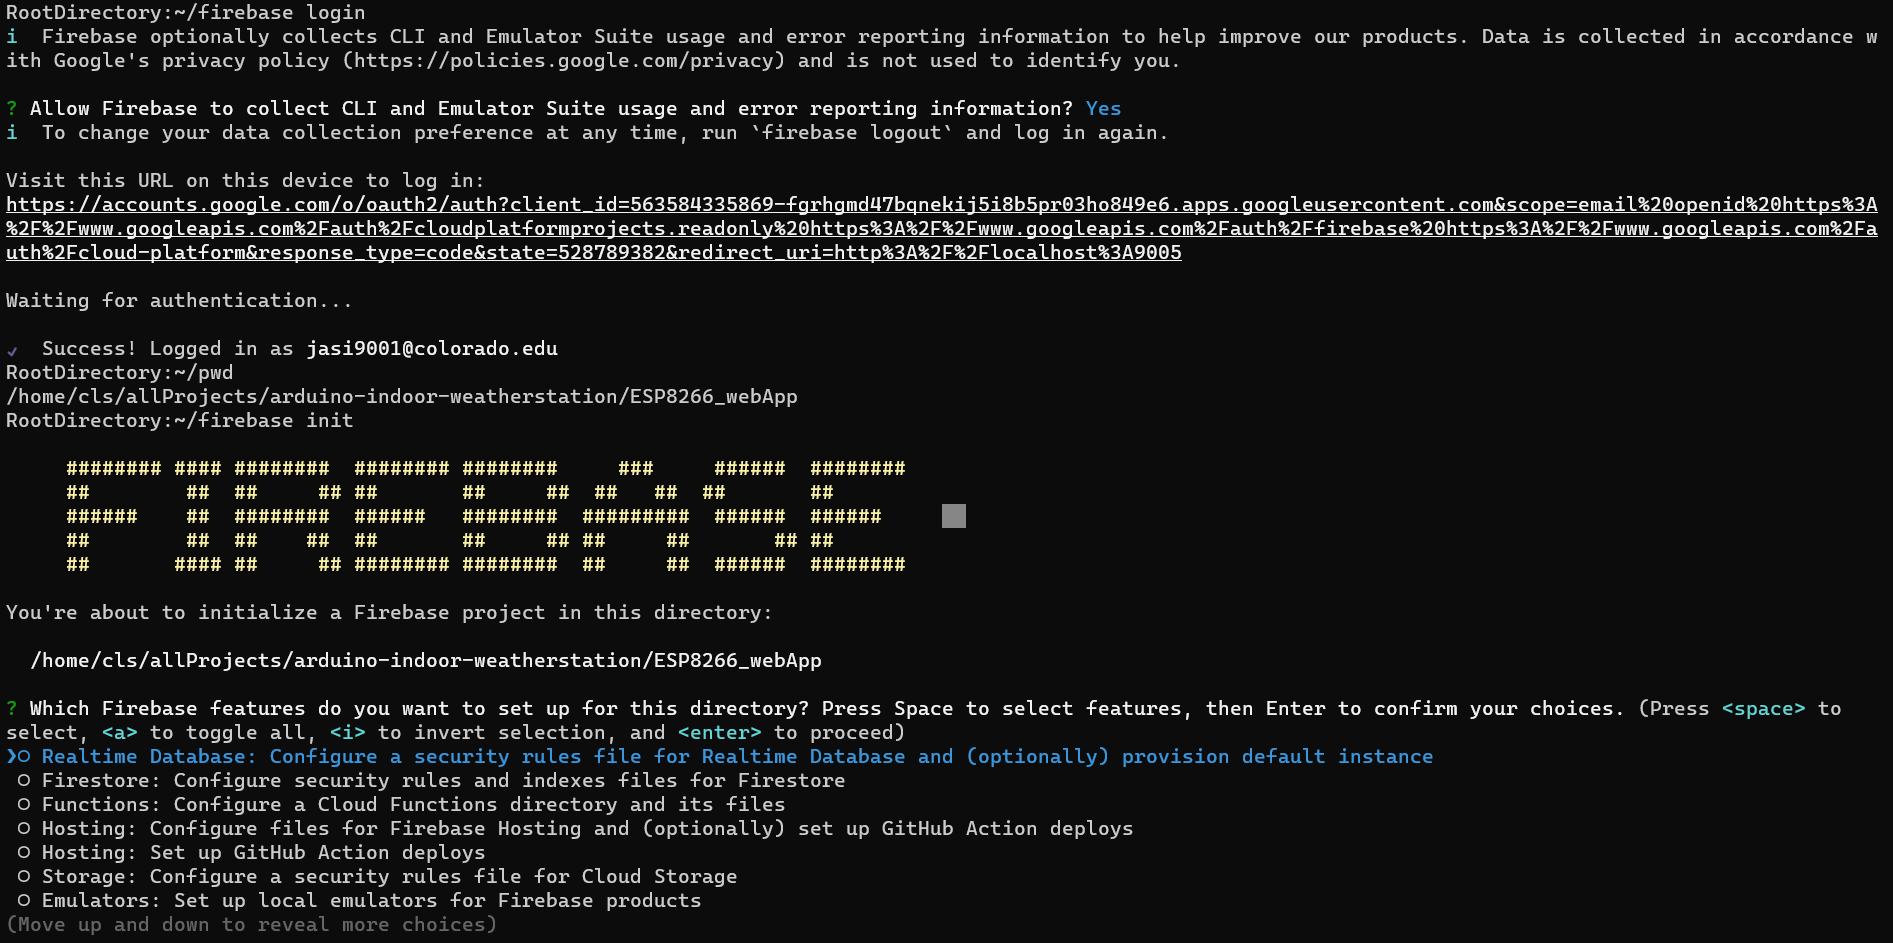 RootDirectory:~/firebase login
i  Firebase optionally collects CLI and Emulator Suite usage and error reporting information to help improve our products. Data is collected in accordance w
ith Google's privacy policy (https://policies.google.com/privacy) and is not used to identify you.

? Allow Firebase to collect CLI and Emulator Suite usage and error reporting information? Yes
i  To change your data collection preference at any time, run `firebase logout` and log in again.

Visit this URL on this device to log in:
https://accounts.google.com/o/oauth2/auth?client_id=563584335869-fgrhgmd47bqnekij5i8b5pr03ho849e6.apps.googleusercontent.com&scope=email%20openid%20https%3A
%2F%2Fwww.googleapis.com%2Fauth%2Fcloudplatformprojects.readonly%20https%3A%2F%2Fwww.googleapis.com%2Fauth%2Ffirebase%20https%3A%2F%2Fwww.googleapis.com%2Fa
uth%2Fcloud-platform&response_type=code&state=528789382&redirect_uri=http%3A%2F%2Flocalhost%3A9005

Waiting for authentication...

✔  Success! Logged in as jasi9001@colorado.edu
RootDirectory:~/pwd
/home/cls/allProjects/arduino-indoor-weatherstation/ESP8266_webApp
RootDirectory:~/firebase init

     ######## #### ########  ######## ########     ###     ######  ########
     ##        ##  ##     ## ##       ##     ##  ##   ##  ##       ##
     ######    ##  ########  ######   ########  #########  ######  ######
     ##        ##  ##    ##  ##       ##     ## ##     ##       ## ##
     ##       #### ##     ## ######## ########  ##     ##  ######  ########

You're about to initialize a Firebase project in this directory:

  /home/cls/allProjects/arduino-indoor-weatherstation/ESP8266_webApp

? Which Firebase features do you want to set up for this directory? Press Space to select features, then Enter to confirm your choices. (Press <space> to
select, <a> to toggle all, <i> to invert selection, and <enter> to proceed)
❯◯ Realtime Database: Configure a security rules file for Realtime Database and (optionally) provision default instance
 ◯ Firestore: Configure security rules and indexes files for Firestore
 ◯ Functions: Configure a Cloud Functions directory and its files
 ◯ Hosting: Configure files for Firebase Hosting and (optionally) set up GitHub Action deploys
 ◯ Hosting: Set up GitHub Action deploys
 ◯ Storage: Configure a security rules file for Cloud Storage
 ◯ Emulators: Set up local emulators for Firebase products
(Move up and down to reveal more choices)